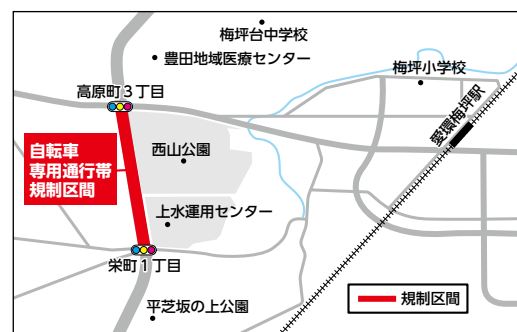 梅坪台中学校
豊田地域医療センター
梅坪小学校
高原町3丁目
愛環梅坪駅
自転車
専用通行帯
規制区間
西山公園
上水運用センター
栄町1丁目
平芝坂の上公園
規制区間